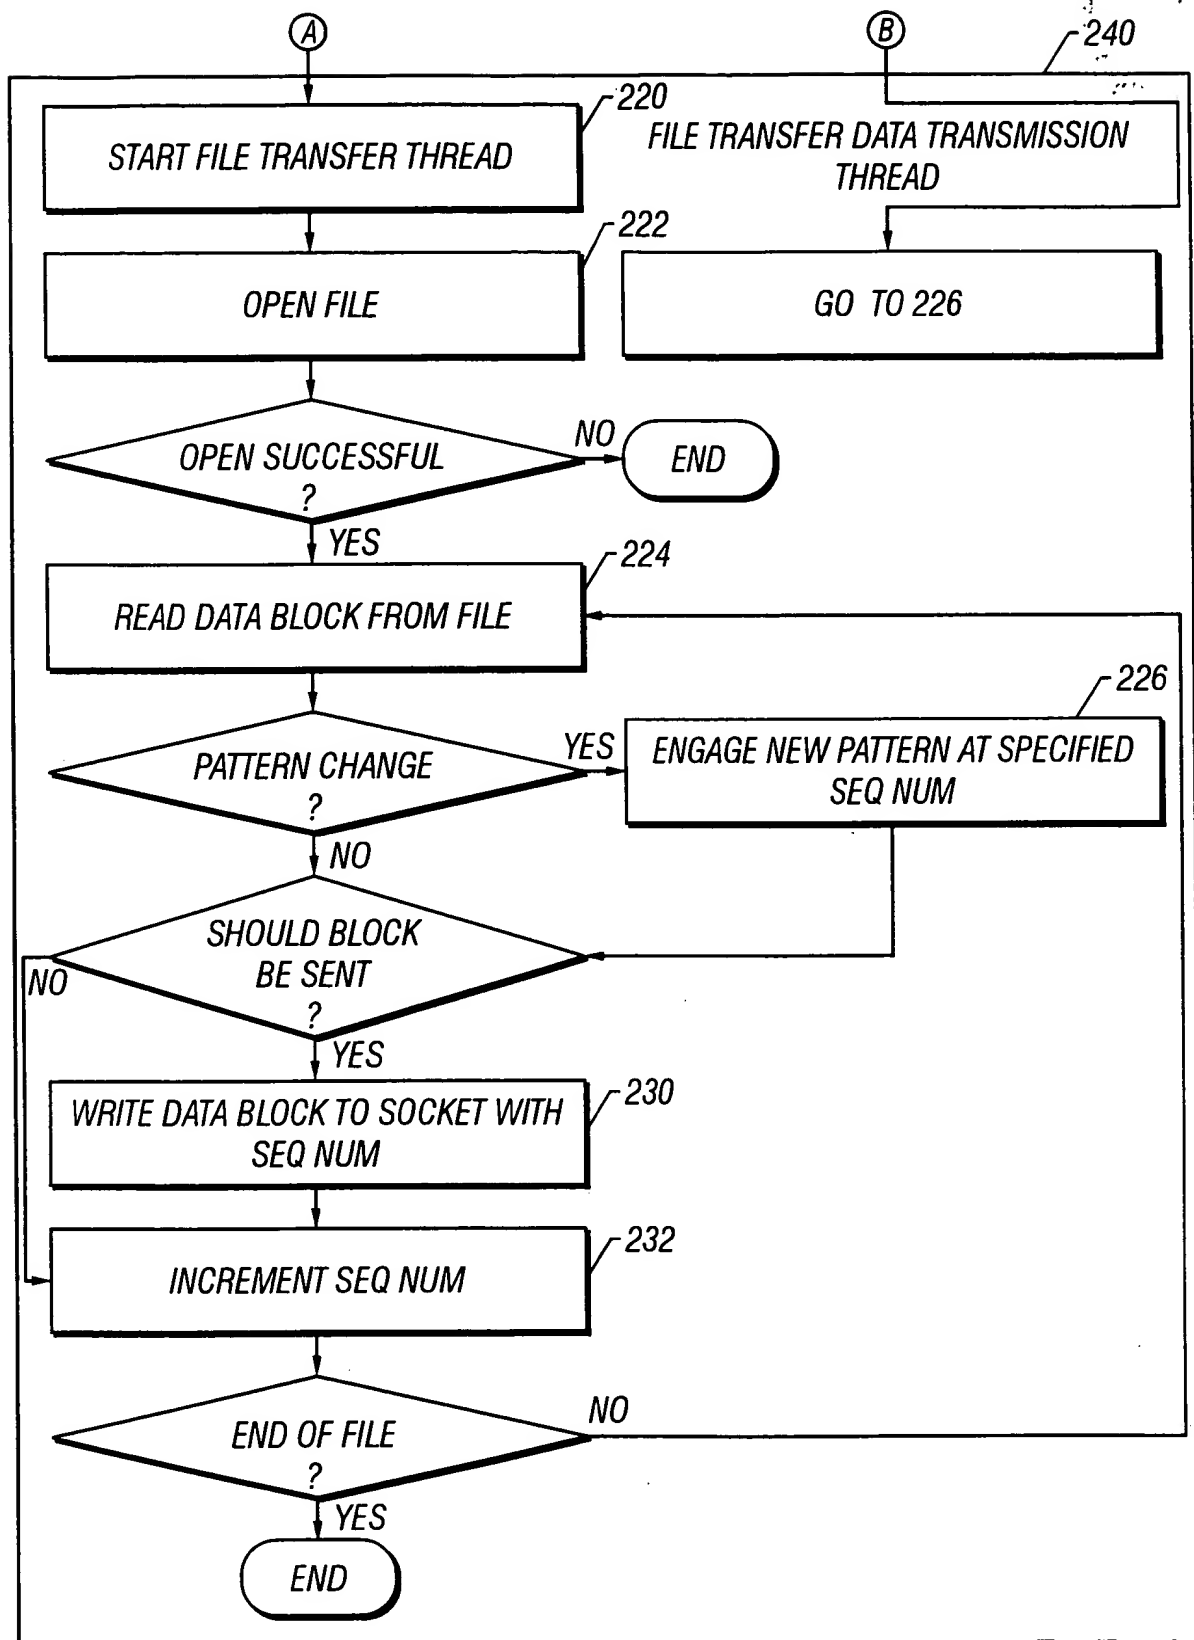 A
B
240
220
START FILE TRANSFER THREAD
FILE TRANSFER DATA TRANSMISSION
THREAD
222
OPEN FILE
GO TO 226
OPEN SUCCESSFUL
?
NO
END
YES
224
READ DATA BLOCK FROM FILE
226
PATTERN CHANGE
?
YES
ENGAGE NEW PATTERN AT SPECIFIED
SEQ NUM
NO
SHOULD BLOCK
BE SENT
?
NO
YES
230
WRITE DATA BLOCK TO SOCKET WITH
SEQ NUM
232
INCREMENT SEQ NUM
END OF FILE
?
NO
YES
END